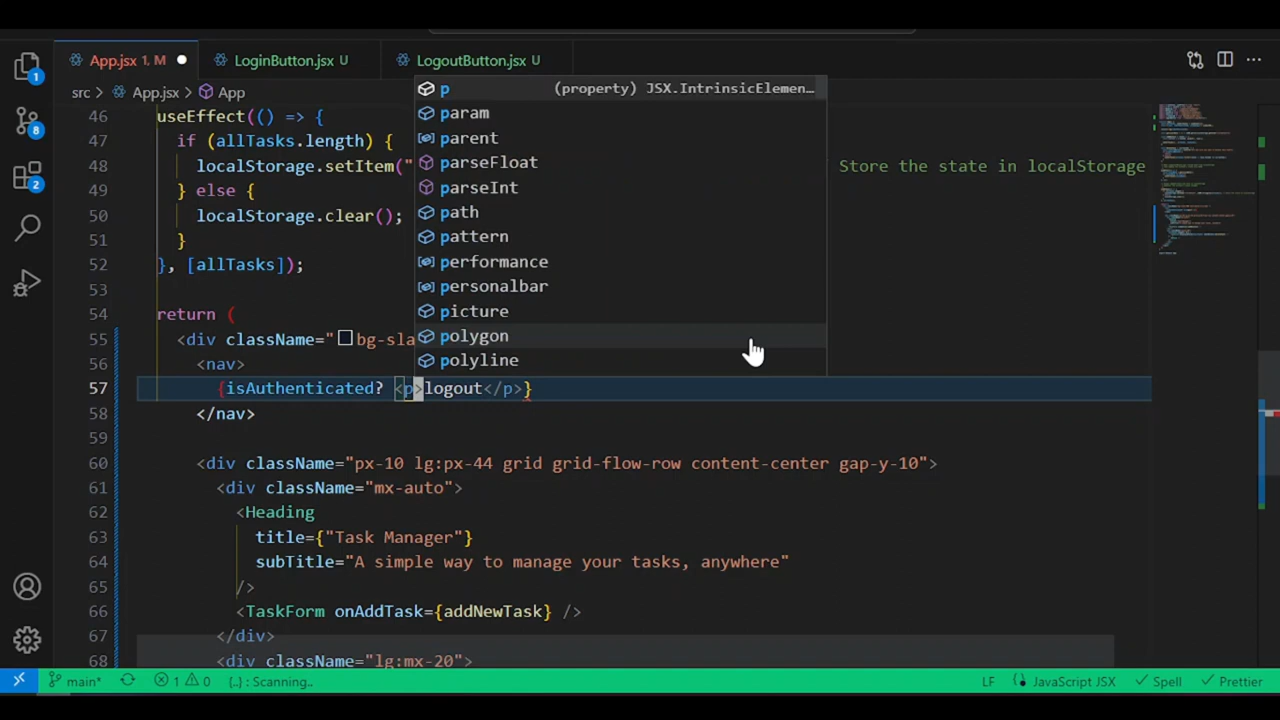 App.jsx 1, M
LoginButton.jsx U
LogoutButton.jsx U
src > App.jsx > App
p (property) JSX.IntrinsicElemen…
param
parent
parseFloat
parseInt
path
pattern
performance
personalbar
picture
polygon
polyline
46 useEffect(() => {
47 if (allTasks.length) {
48 localStorage.setItem(" Store the state in localStorage
49 } else {
50 localStorage.clear();
51 }
52 }, [allTasks]);
53
54 return (
55 <div className=" bg-sla
56 <nav>
57 {isAuthenticated? <p>logout</p>}
58 </nav>
59
60 <div className="px-10 lg:px-44 grid grid-flow-row content-center gap-y-10">
61 <div className="mx-auto">
62 <Heading
63 title={"Task Manager"}
64 subTitle="A simple way to manage your tasks, anywhere"
65 />
66 <TaskForm onAddTask={addNewTask} />
67 </div>
68 <div className="lg:mx-20">
1
8
2
main* 1 0 {..}: Scanning.. LF JavaScript JSX Spell Prettier